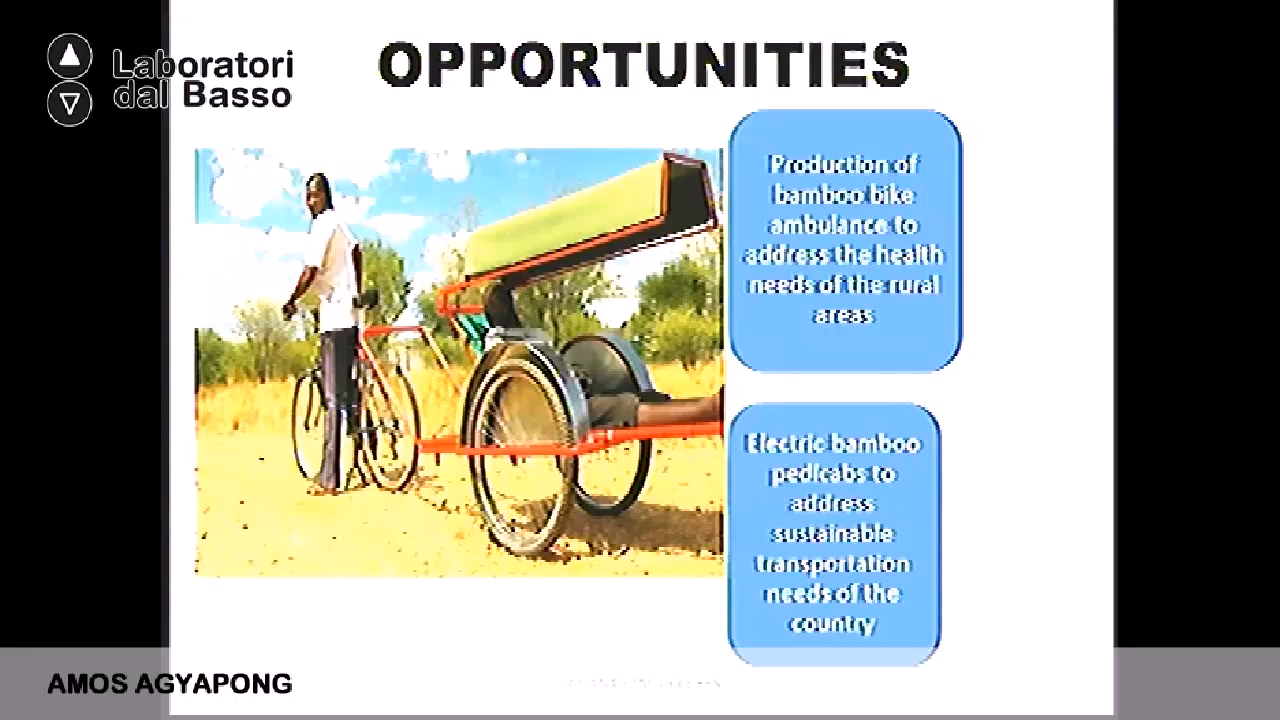 Laboratori
dal Basso
OPPORTUNITIES
Production of
bamboo bike
ambulance to
address the health
needs of the rural
areas
Electric bamboo
pedicabs to
address
sustainable
transportation
needs of the
country
AMOS AGYAPONG